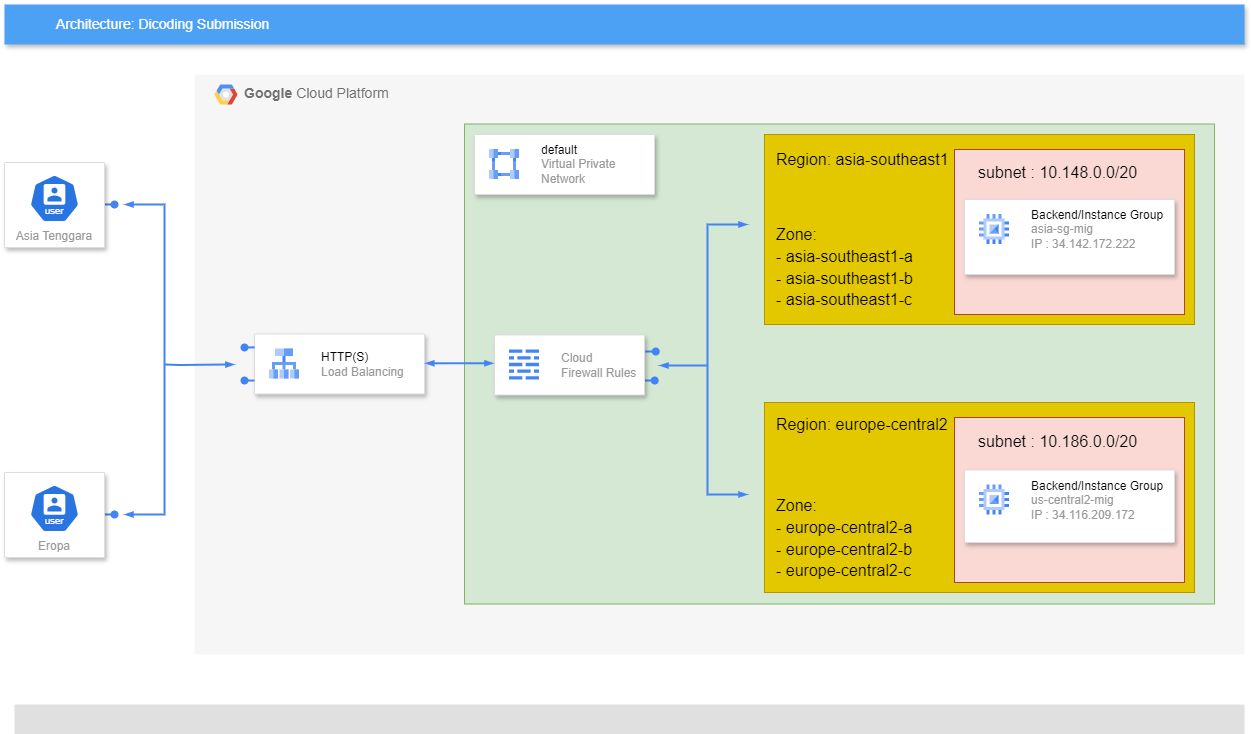 Architecture: Dicoding Submission
Google Cloud Platform
default
Virtual Private
Network
Region: asia-southeast1
subnet : 10.148.0.0/20
Backend/Instance Group
asia-sg-mig
IP : 34.142.172.222
Zone:
- asia-southeast1-a
- asia-southeast1-b
- asia-southeast1-c
user
Asia Tenggara
HTTP(S)
Load Balancing
Cloud
Firewall Rules
Region: europe-central2
subnet : 10.186.0.0/20
Backend/Instance Group
us-central2-mig
IP : 34.116.209.172
Zone:
- europe-central2-a
- europe-central2-b
- europe-central2-c
user
Eropa